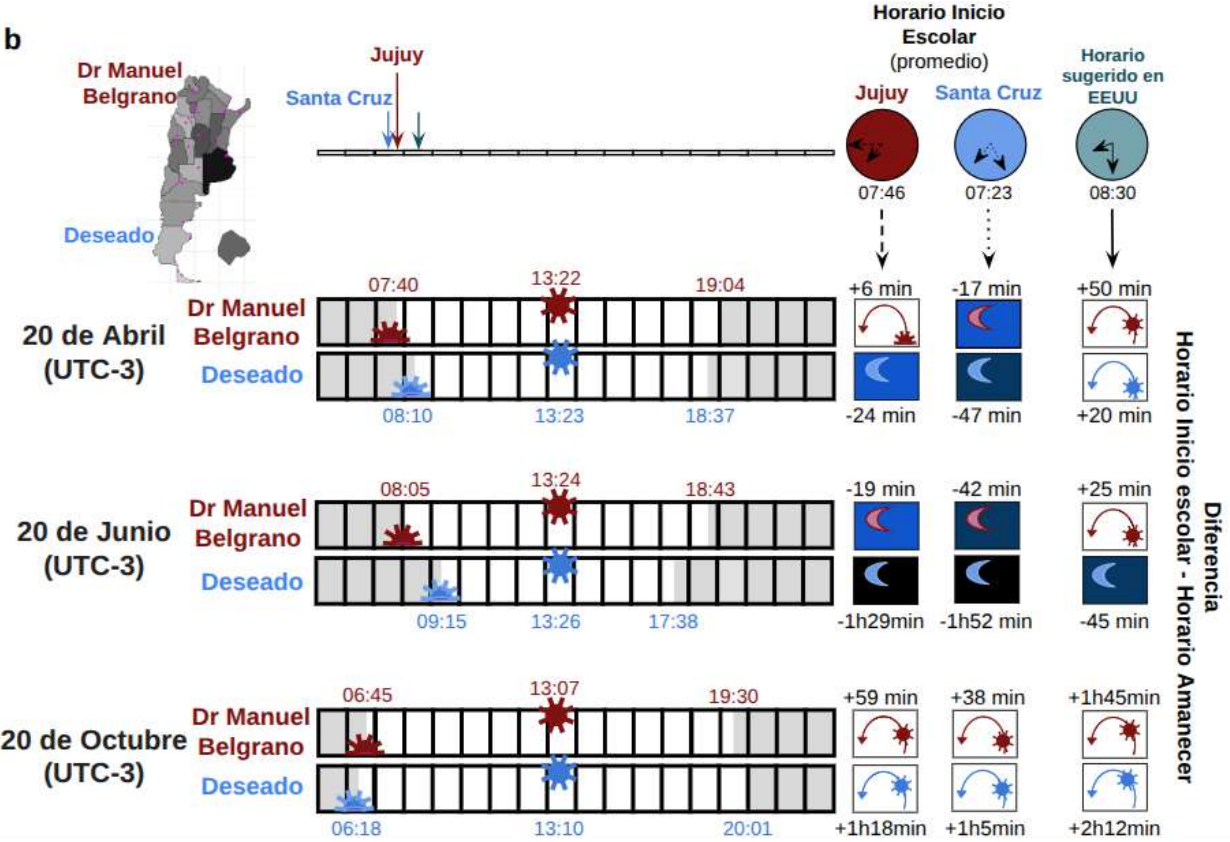 b
Dr Manuel
Belgrano
Deseado
Jujuy
Santa Cruz
Horario Inicio
Escolar
(promedio)
Jujuy
Santa Cruz
Horario
sugerido en
EEUU
07:46
07:23
08:30
20 de Abril
(UTC-3)
Dr Manuel
Belgrano
Deseado
07:40
13:22
19:04
08:10
13:23
18:37
+6 min
-17 min
+50 min
-24 min
-47 min
+20 min
20 de Junio
(UTC-3)
Dr Manuel
Belgrano
Deseado
08:05
13:24
18:43
09:15
13:26
17:38
-19 min
-42 min
+25 min
-1h29min
-1h52 min
-45 min
20 de Octubre
(UTC-3)
Dr Manuel
Belgrano
Deseado
06:45
13:07
19:30
06:18
13:10
20:01
+59 min
+38 min
+1h45min
+1h18min
+1h5min
+2h12min
Diferencia
Horario Inicio escolar - Horario Amanecer